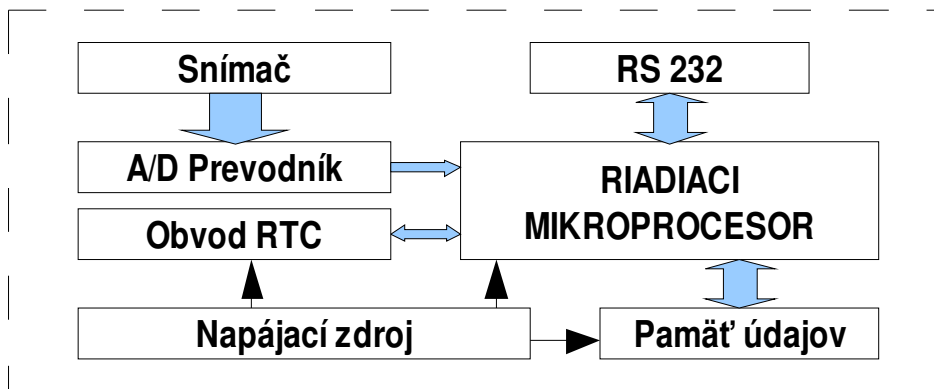 Snímač
RS 232
A/D Prevodník
RIADIACI
MIKROPROCESOR
Obvod RTC
Napájací zdroj
Pamäť údajov